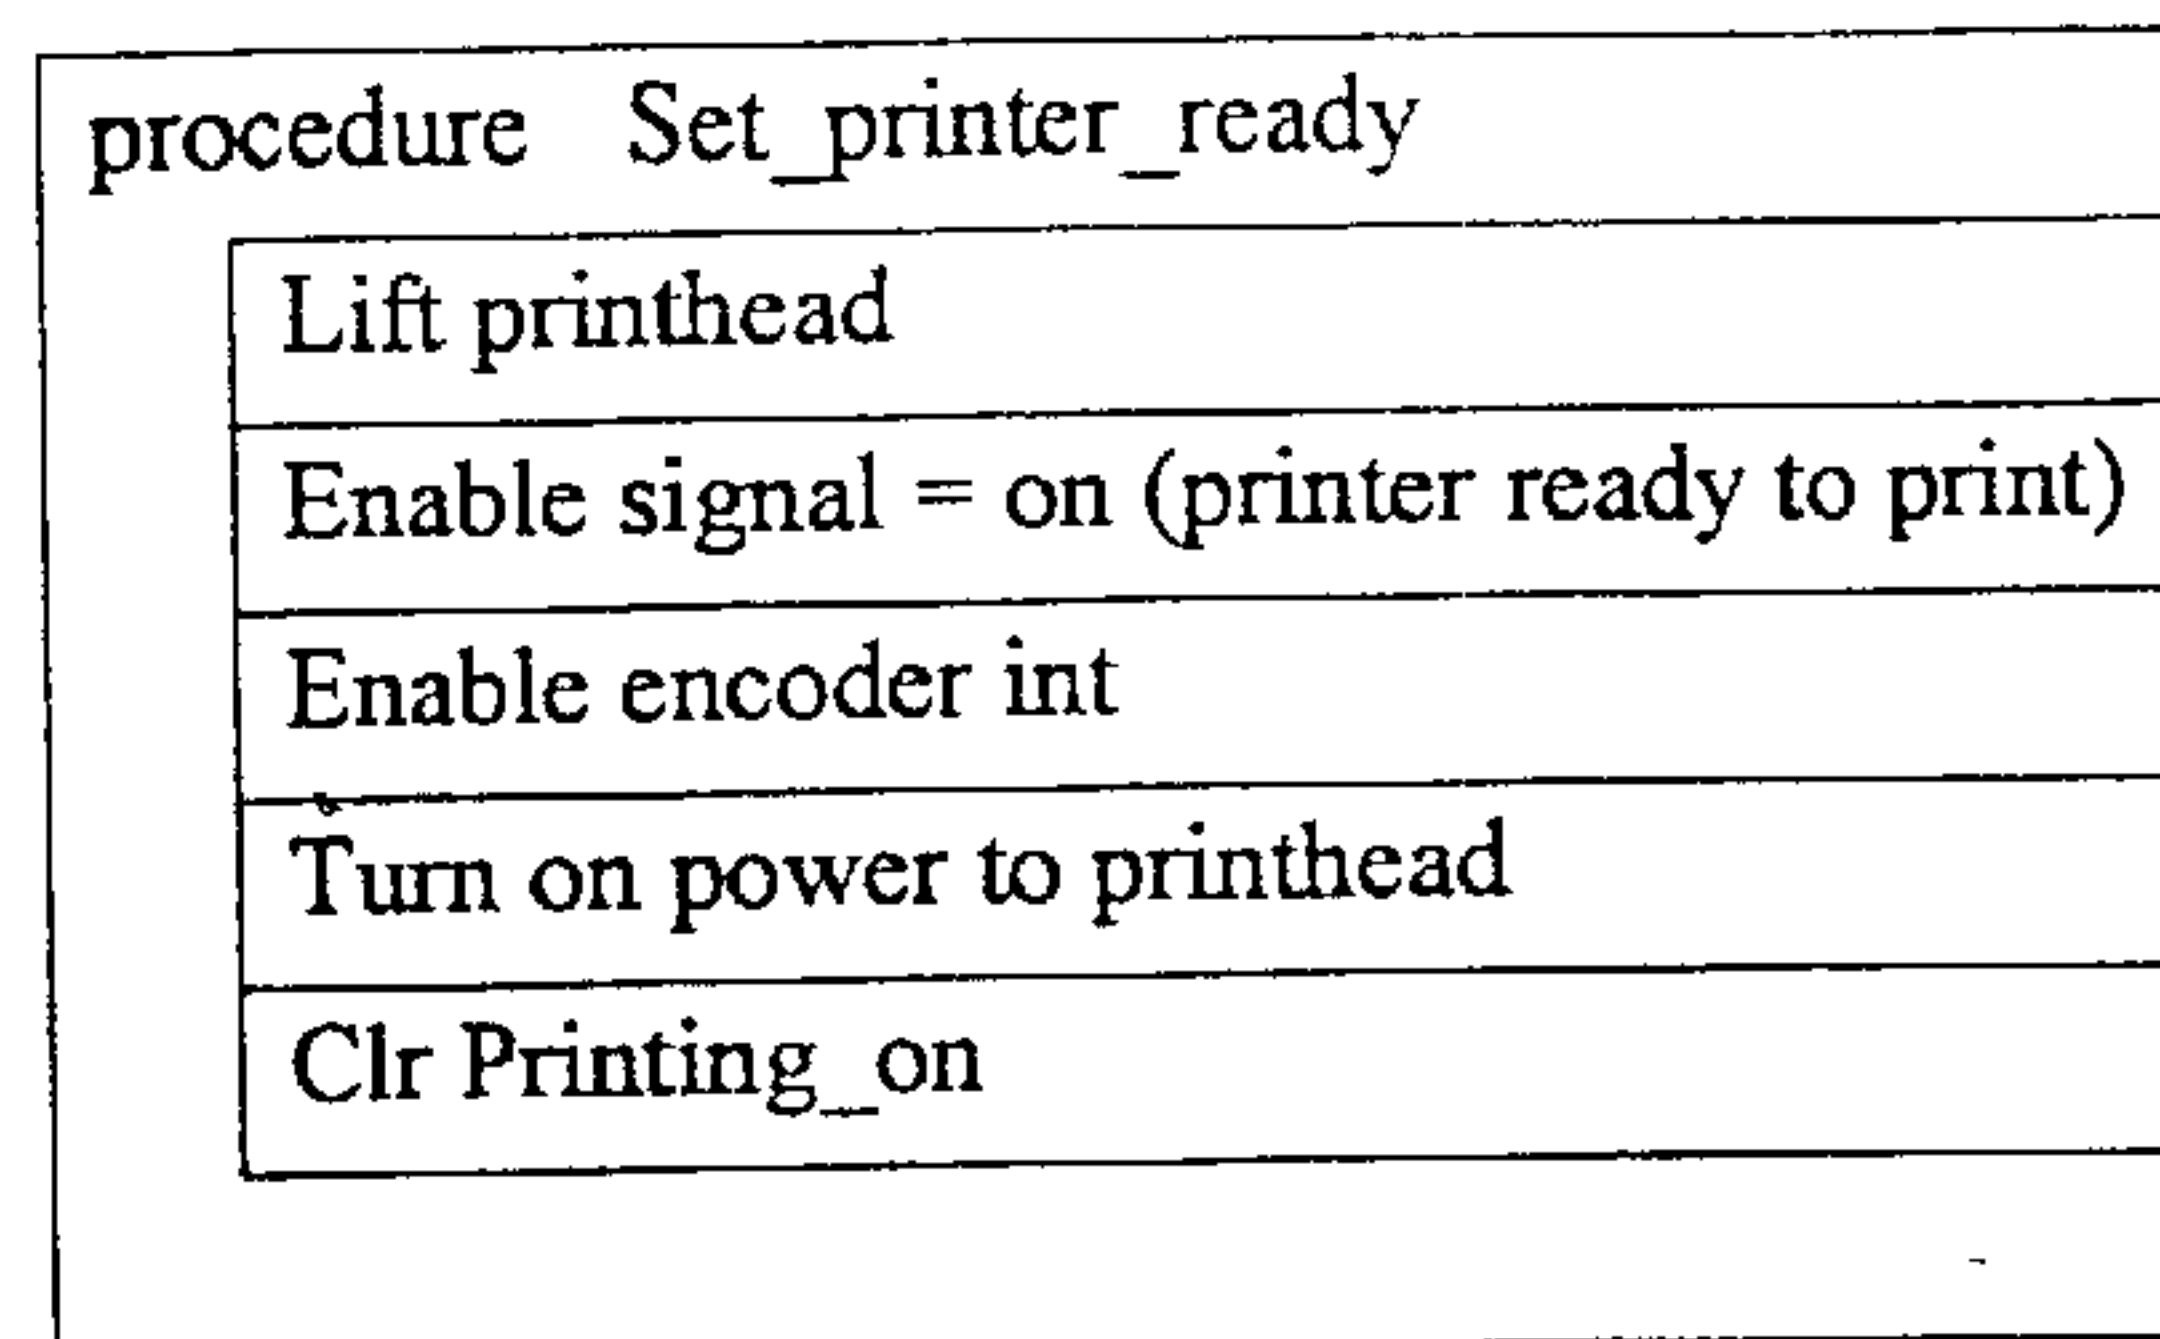 procedure Set_printer_ready
Lift printhead
Enable signal = on (printer ready to print)
Enable encoder int
Turn on power to printhead
Clr Printing_on